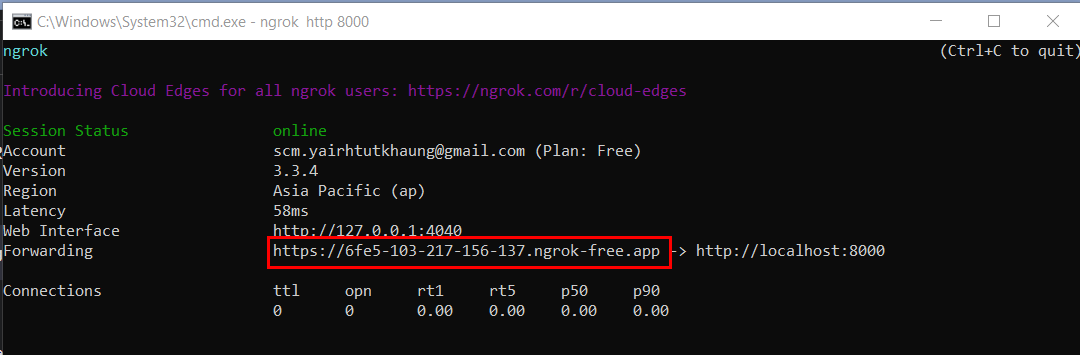 C:\Windows\System32\cmd.exe - ngrok  http 8000
ngrok (Ctrl+C to quit)
Introducing Cloud Edges for all ngrok users: https://ngrok.com/r/cloud-edges
Session Status online
Account scm.yairhtutkhaung@gmail.com (Plan: Free)
Version 3.3.4
Region Asia Pacific (ap)
Latency 58ms
Web Interface http://127.0.0.1:4040
Forwarding https://6fe5-103-217-156-137.ngrok-free.app -> http://localhost:8000
Connections ttl opn rt1 rt5 p50 p90
0 0 0.00 0.00 0.00 0.00